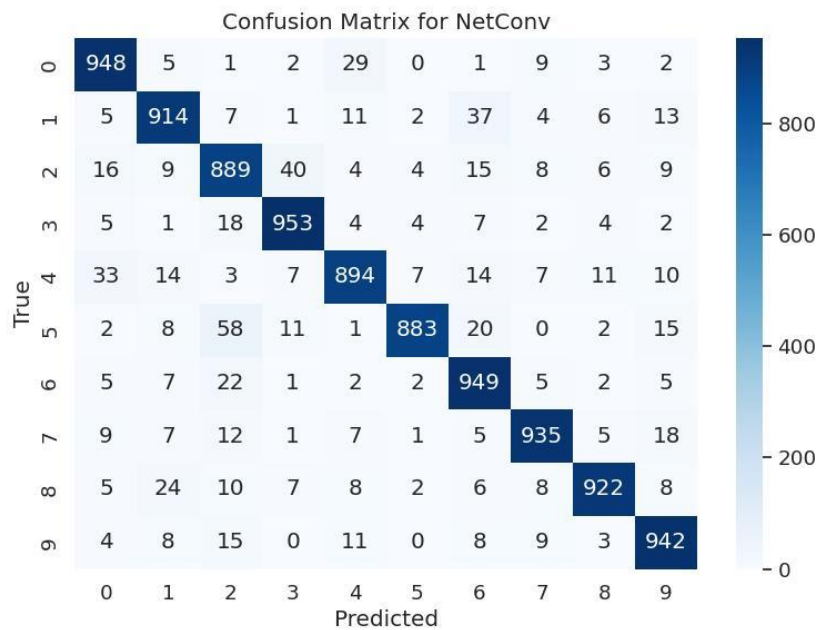 Confusion Matrix for NetConv
0 948 5 1 2 29 0 1 9 3 2
1 5 914 7 1 11 2 37 4 6 13
2 16 9 889 40 4 4 15 8 6 9
3 5 1 18 953 4 4 7 2 4 2
4 33 14 3 7 894 7 14 7 11 10
5 2 8 58 11 1 883 20 0 2 15
6 5 7 22 1 2 2 949 5 2 5
7 9 7 12 1 7 1 5 935 5 18
8 5 24 10 7 8 2 6 8 922 8
9 4 8 15 0 11 0 8 9 3 942
0 1 2 3 4 5 6 7 8 9
Predicted
True
800
600
400
200
0